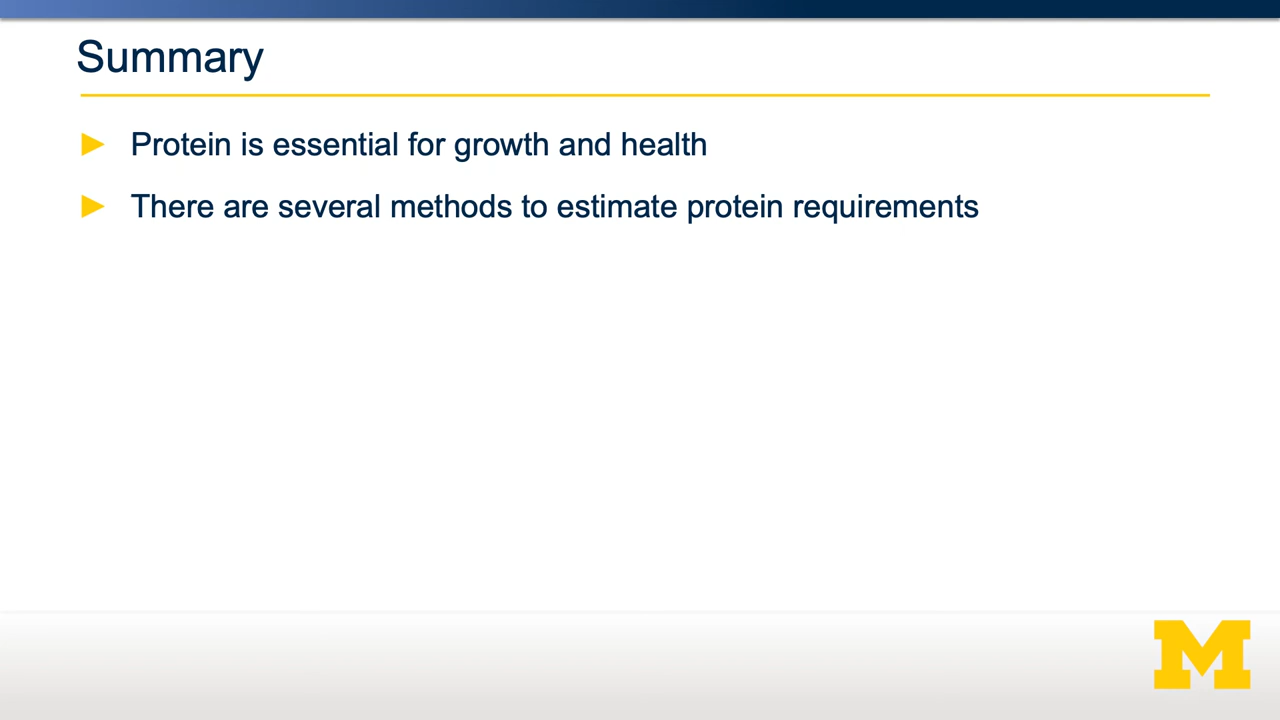 Summary
Protein is essential for growth and health
There are several methods to estimate protein requirements
M